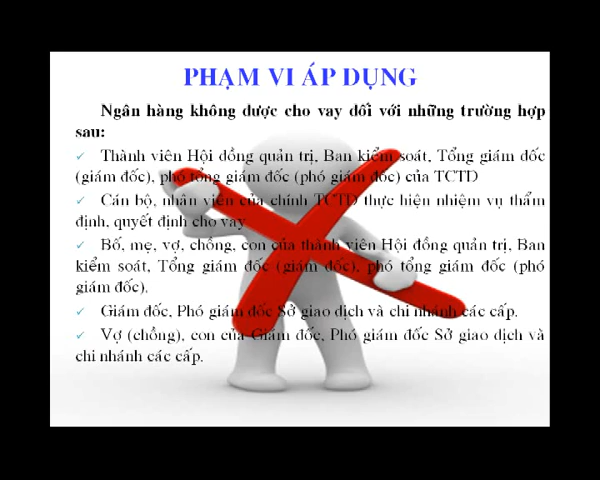 PHẠM VI ÁP DỤNG
Ngân hàng không được cho vay đối với những trường hợp
sau:
✓ Thành viên Hội đồng quản trị, Ban kiểm soát, Tổng giám đốc
(giám đốc), phó tổng giám đốc (phó giám đốc) của TCTD
✓ Cán bộ, nhân viên của chính TCTD thực hiện nhiệm vụ thẩm
định, quyết định cho vay
✓ Bố, mẹ, vợ, chồng, con của thành viên Hội đồng quản trị, Ban
kiểm soát, Tổng giám đốc (giám đốc), phó tổng giám đốc (phó
giám đốc).
✓ Giám đốc, Phó giám đốc Sở giao dịch và chi nhánh các cấp.
✓ Vợ (chồng), con của Giám đốc, Phó giám đốc Sở giao dịch và
chi nhánh các cấp.